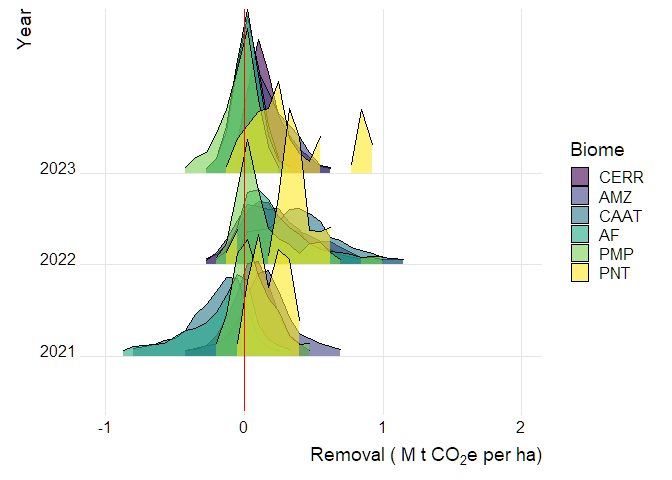 Year
2023
2022
2021
-1
0
1
2
Removal ( M t CO₂e per ha)
Biome
CERR
AMZ
CAAT
AF
PMP
PNT